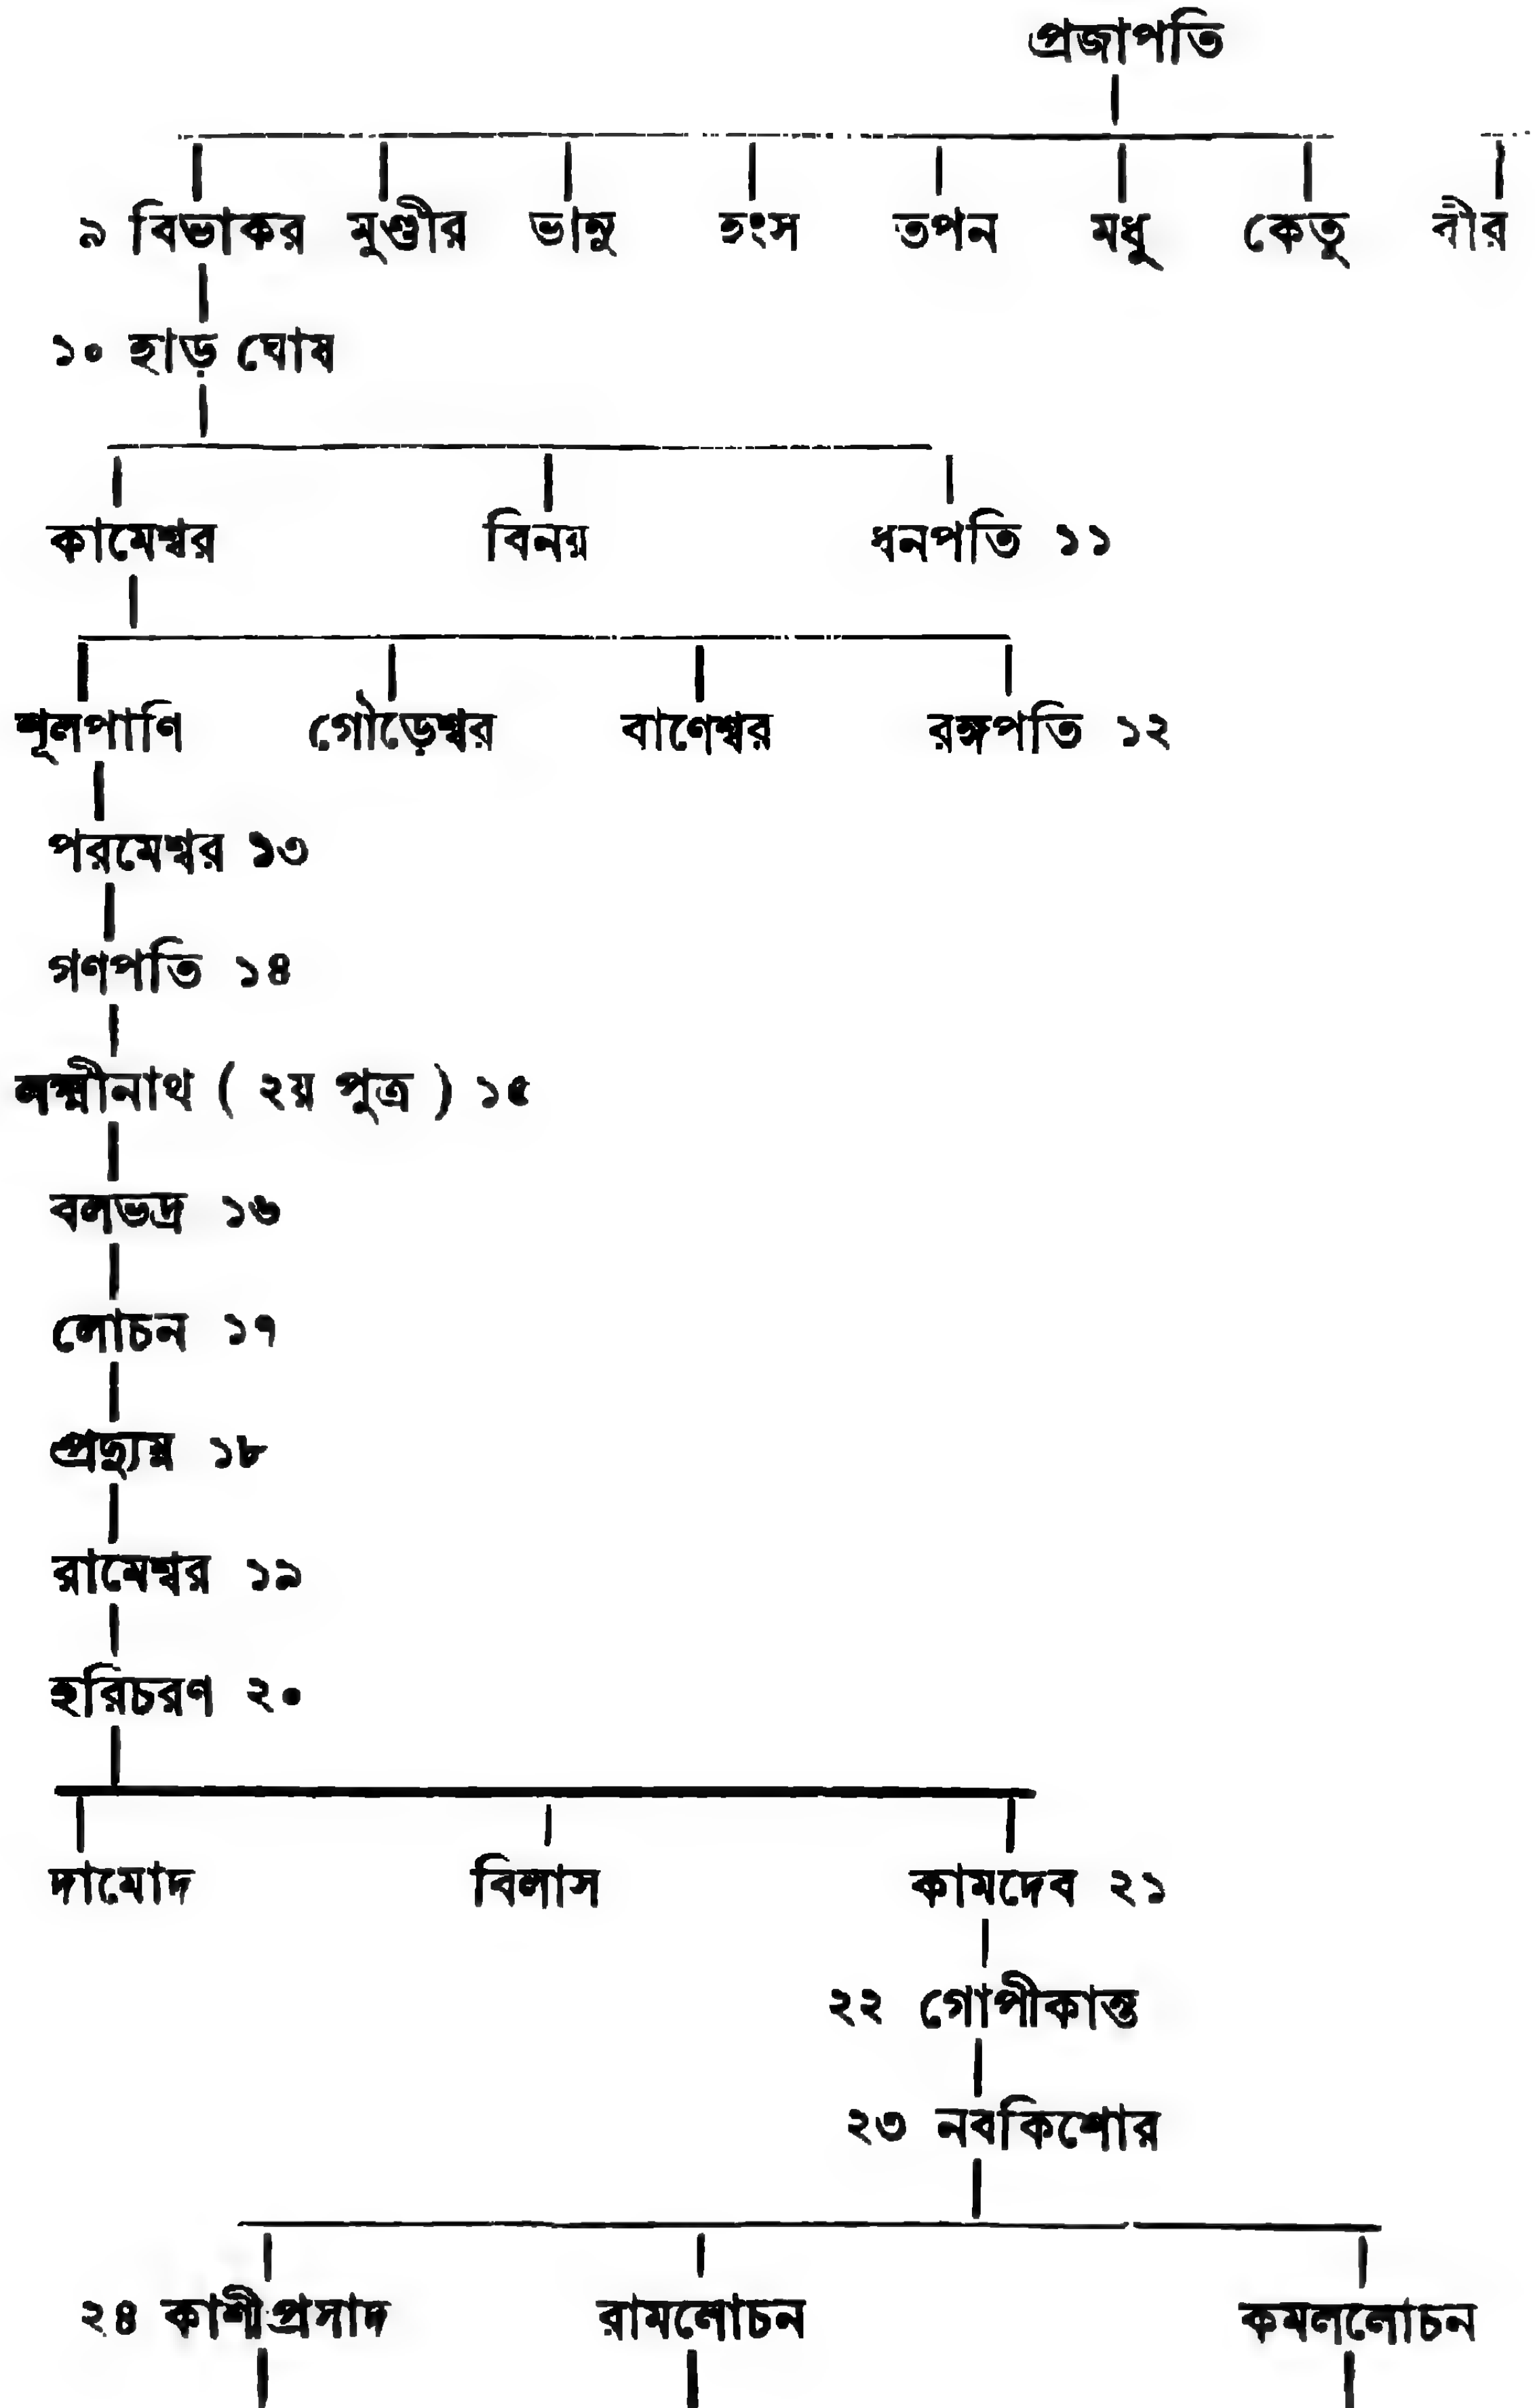 প্রজাপতি
৯ বিভাকর মুণ্ডীর ভানু হংস তপন মধু কেতু বীর
১০ হাড় ঘোষ
কামেশ্বর বিনয় ধনপতি ১১
শূলপাণি গৌড়েশ্বর বাণেশ্বর রঙ্গপতি ১২
পরমেশ্বর ১৩
গণপতি ১৪
লক্ষ্মীনাথ ( ২য় পুত্র ) ১৫
বলভদ্র ১৬
লোচন ১৭
প্রদ্যুম্ন ১৮
রামেশ্বর ১৯
হরিচরণ ২০
দামোদ বিলাস কামদেব ২১
২২ গোপীকান্ত
২৩ নবকিশোর
২৪ কাশীপ্রসাদ রামলোচন কমললোচন